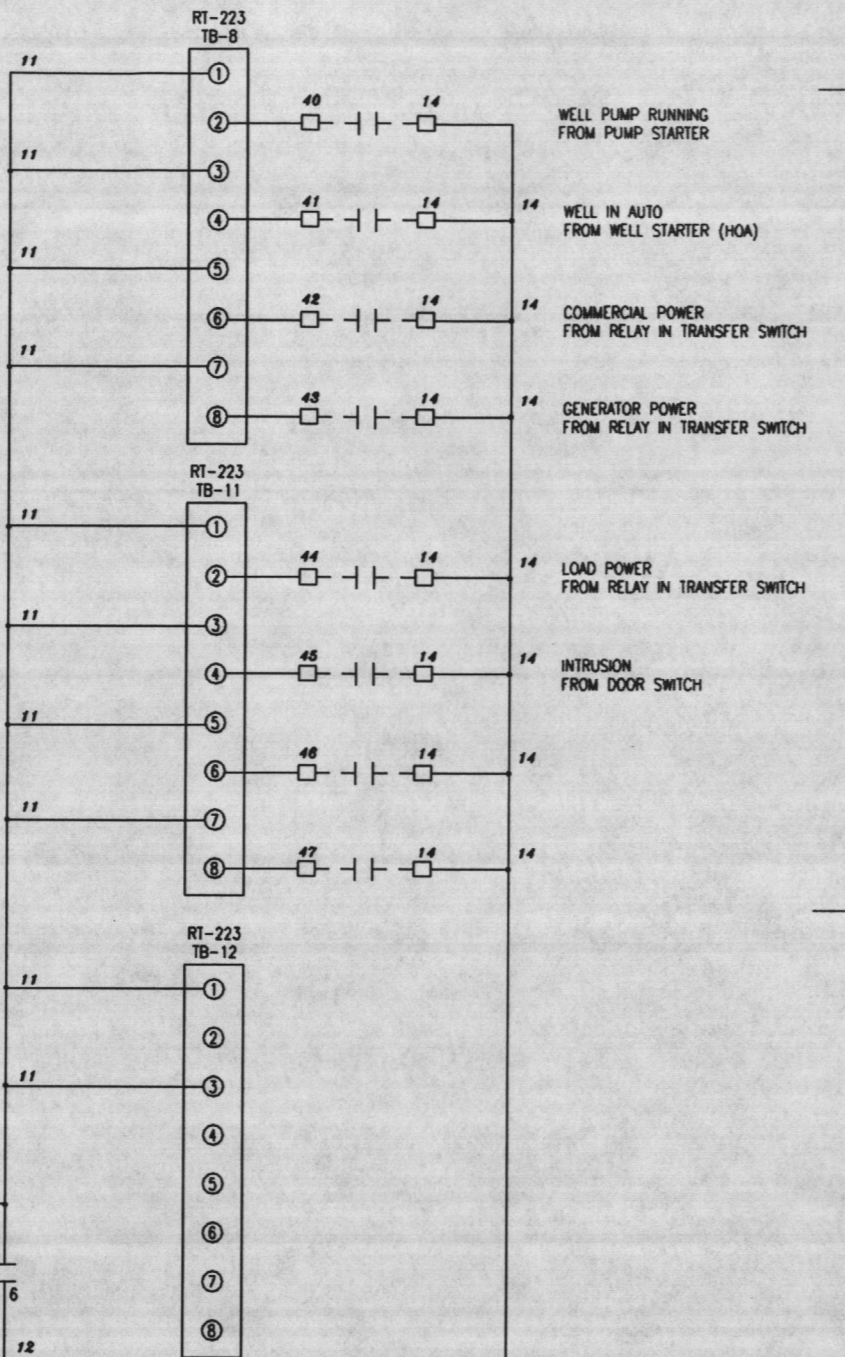 RT-223
TB-8
11
①
② 40 14
WELL PUMP RUNNING
FROM PUMP STARTER
11
③
④ 41 14 14
WELL IN AUTO
FROM WELL STARTER (HOA)
11
⑤
⑥ 42 14 14
COMMERCIAL POWER
FROM RELAY IN TRANSFER SWITCH
11
⑦
⑧ 43 14 14
GENERATOR POWER
FROM RELAY IN TRANSFER SWITCH
RT-223
TB-11
11
①
② 44 14 14
LOAD POWER
FROM RELAY IN TRANSFER SWITCH
11
③
④ 45 14 14
INTRUSION
FROM DOOR SWITCH
11
⑤
⑥ 46 14 14
11
⑦
⑧ 47 14 14
RT-223
TB-12
11
①
②
11
③
④
⑤
⑥
⑦
6
⑧
12